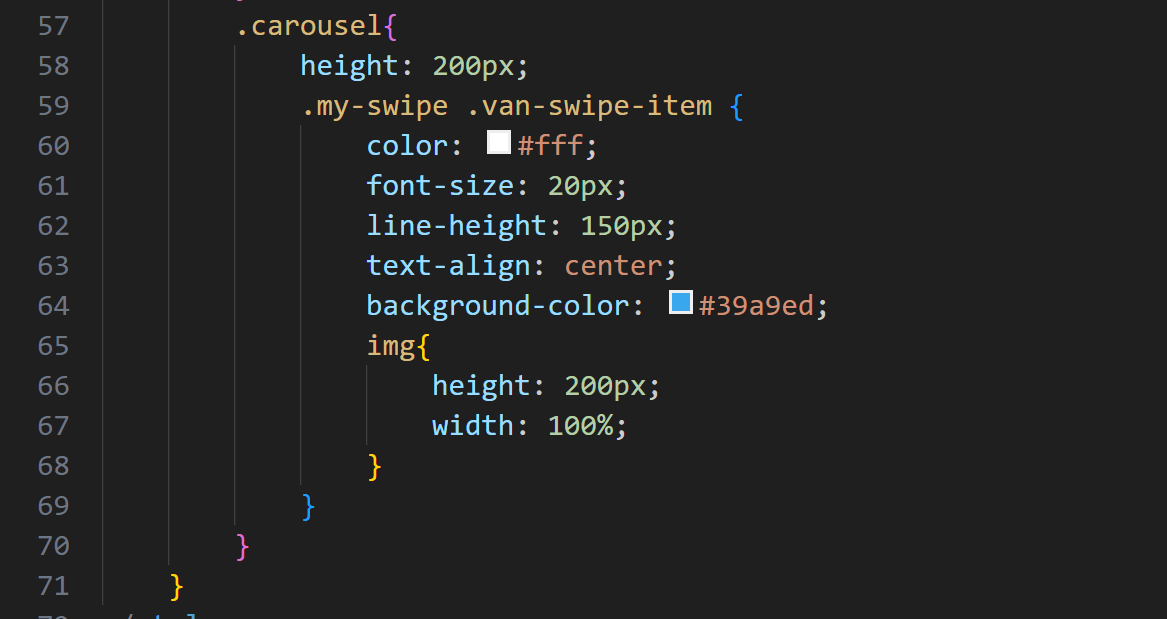 57 .carousel{
58 height: 200px;
59 .my-swipe .van-swipe-item {
60 color: #fff;
61 font-size: 20px;
62 line-height: 150px;
63 text-align: center;
64 background-color: #39a9ed;
65 img{
66 height: 200px;
67 width: 100%;
68 }
69 }
70 }
71 }